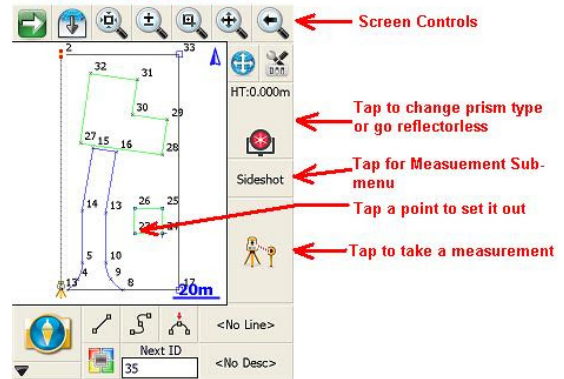 Screen Controls
2
33
32
31
HT:0.000m
30
29
Tap to change prism type
or go reflectorless
27 15 16
28
Sideshot
Tap for Measuement Sub-
menu
26 25
14 13
24
Tap a point to set it out
Tap to take a measurement
5 10
4 9
13
8
17
20m
<No Line>
Next ID
35
<No Desc>